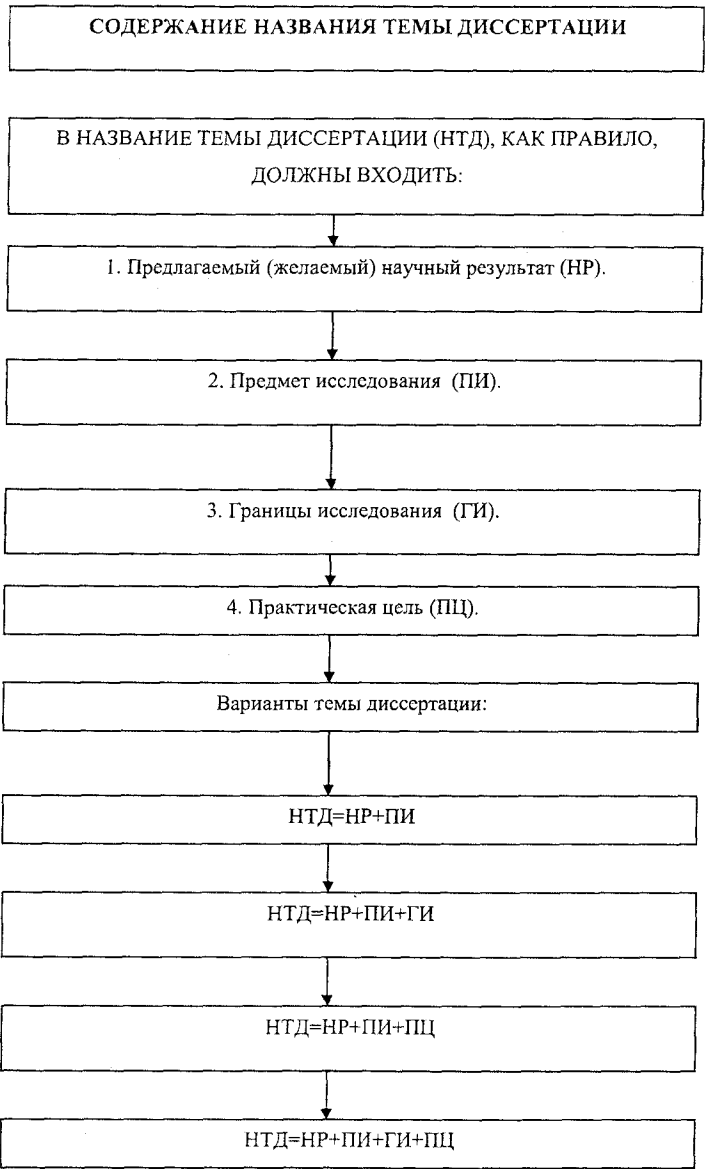 СОДЕРЖАНИЕ НАЗВАНИЯ ТЕМЫ ДИССЕРТАЦИИ
В НАЗВАНИЕ ТЕМЫ ДИССЕРТАЦИИ (НТД), КАК ПРАВИЛО,
ДОЛЖНЫ ВХОДИТЬ:
1. Предлагаемый (желаемый) научный результат (НР).
2. Предмет исследования (ПИ).
3. Границы исследования (ГИ).
4. Практическая цель (ПЦ).
Варианты темы диссертации:
НТД=НР+ПИ
НТД=НР+ПИ+ГИ
НТД=НР+ПИ+ПЦ
НТД=НР+ПИ+ГИ+ПЦ